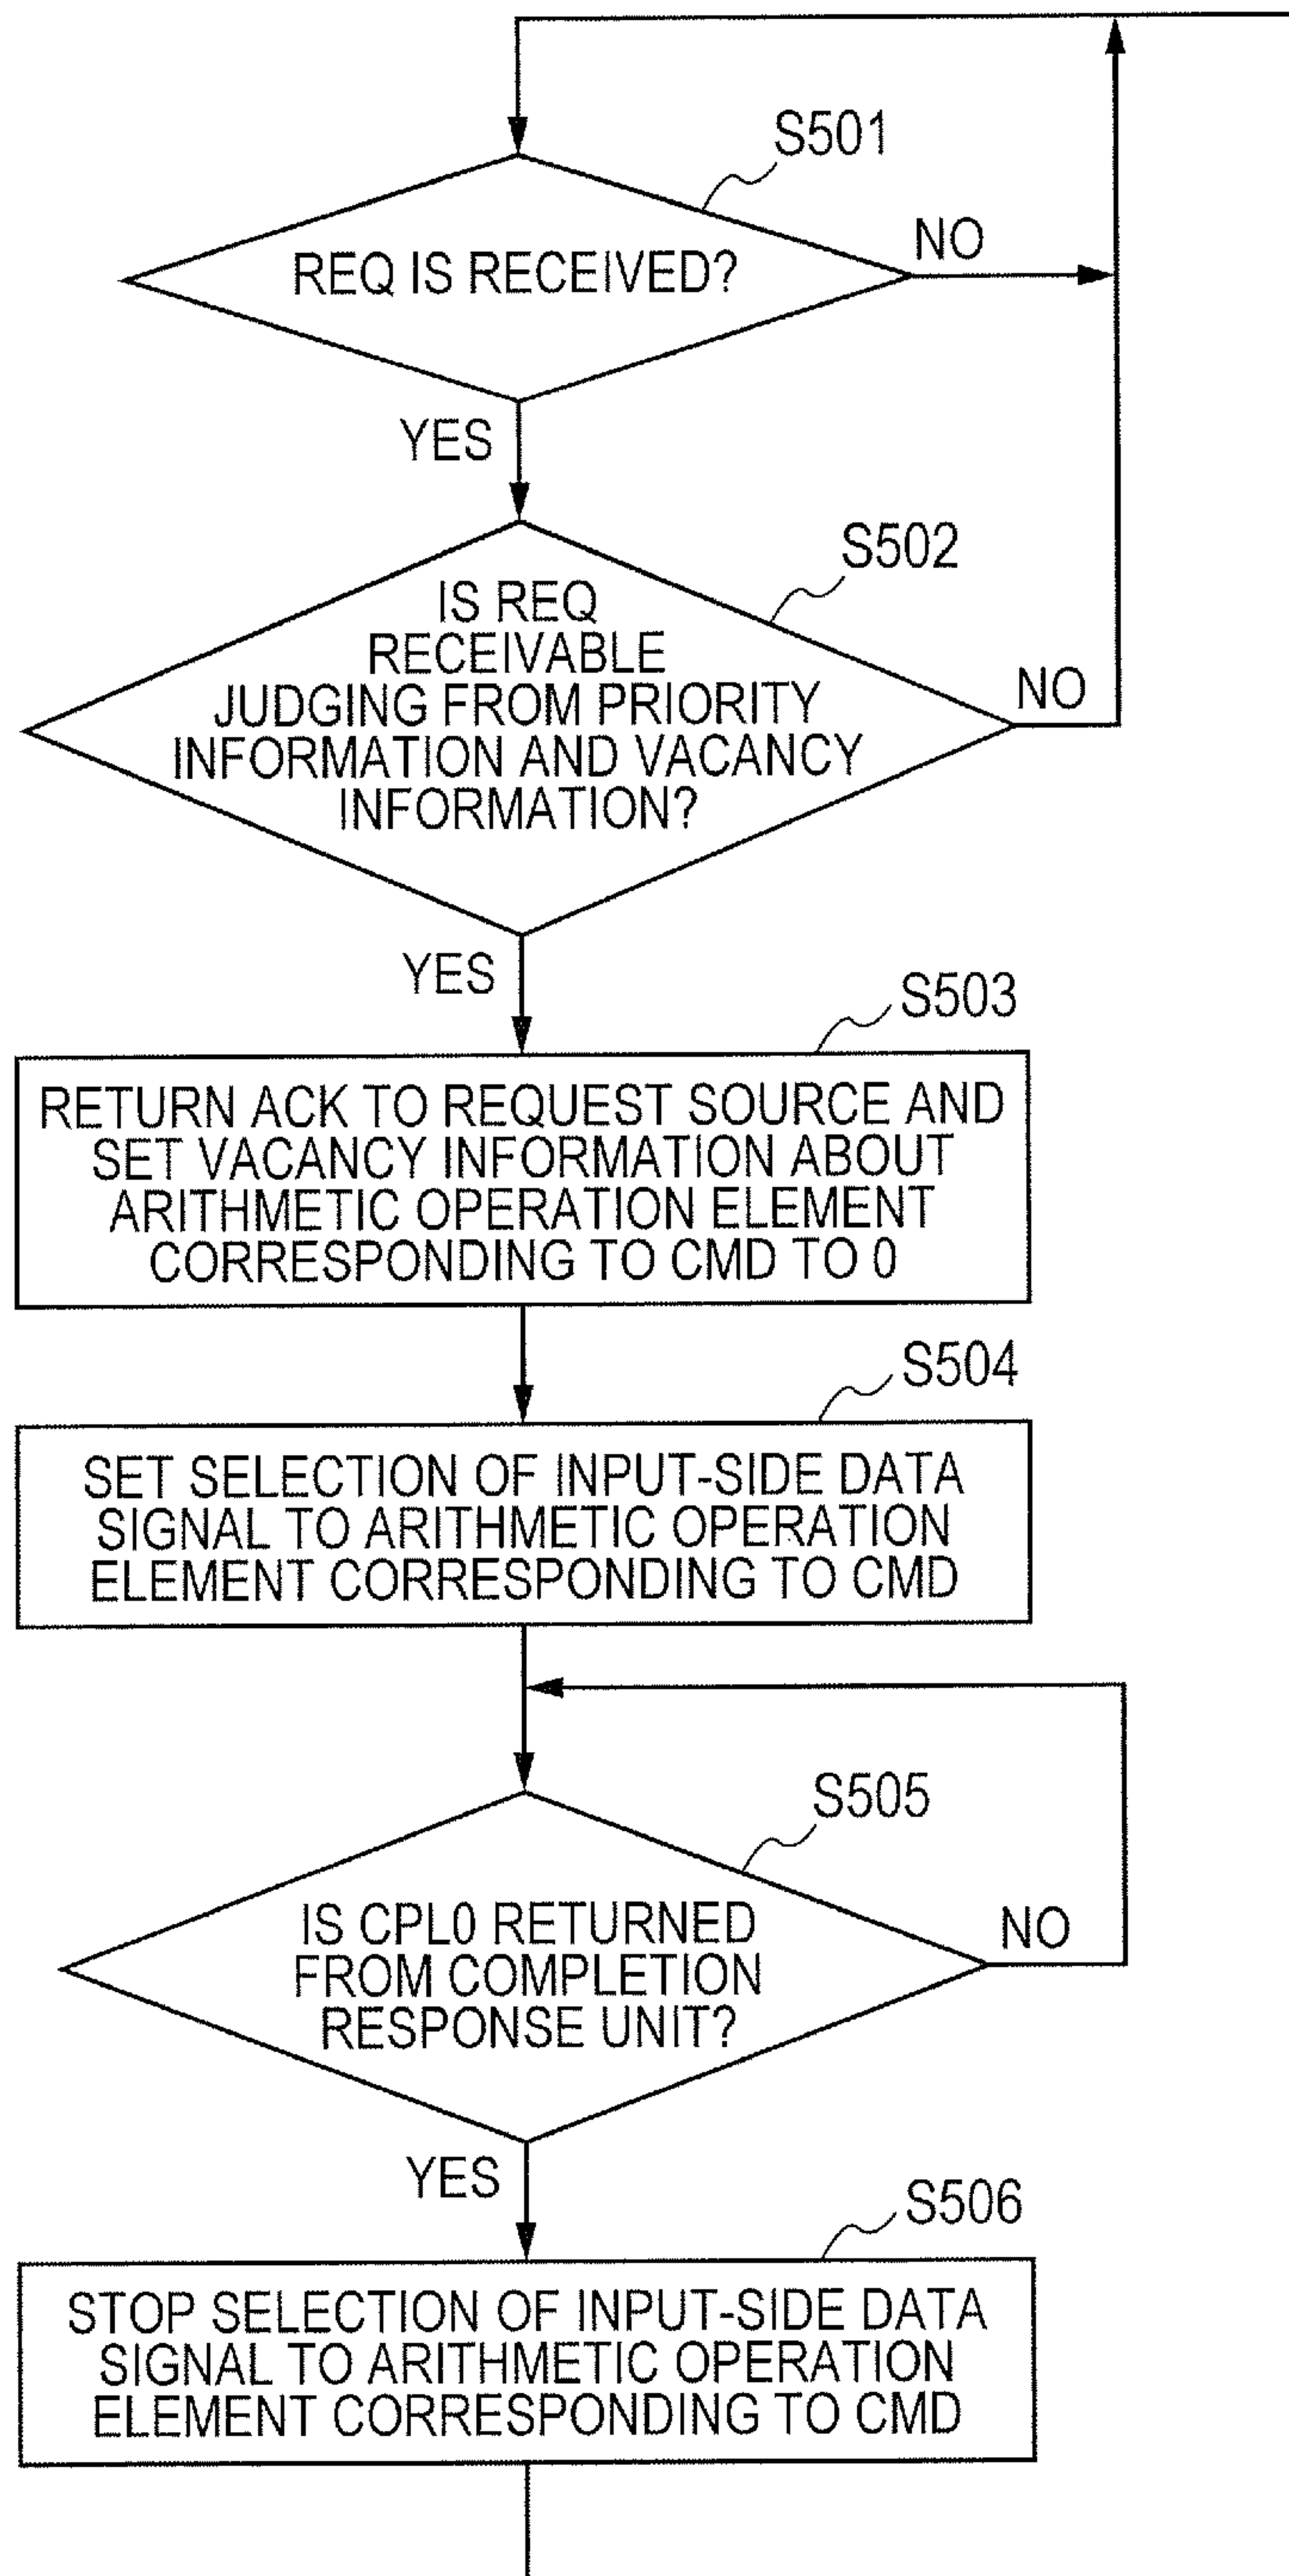 S501
REQ IS RECEIVED?
NO
YES
S502
IS REQ
RECEIVABLE
JUDGING FROM PRIORITY
INFORMATION AND VACANCY
INFORMATION?
NO
YES
S503
RETURN ACK TO REQUEST SOURCE AND
SET VACANCY INFORMATION ABOUT
ARITHMETIC OPERATION ELEMENT
CORRESPONDING TO CMD TO 0
S504
SET SELECTION OF INPUT-SIDE DATA
SIGNAL TO ARITHMETIC OPERATION
ELEMENT CORRESPONDING TO CMD
S505
IS CPL0 RETURNED
FROM COMPLETION
RESPONSE UNIT?
NO
YES
S506
STOP SELECTION OF INPUT-SIDE DATA
SIGNAL TO ARITHMETIC OPERATION
ELEMENT CORRESPONDING TO CMD